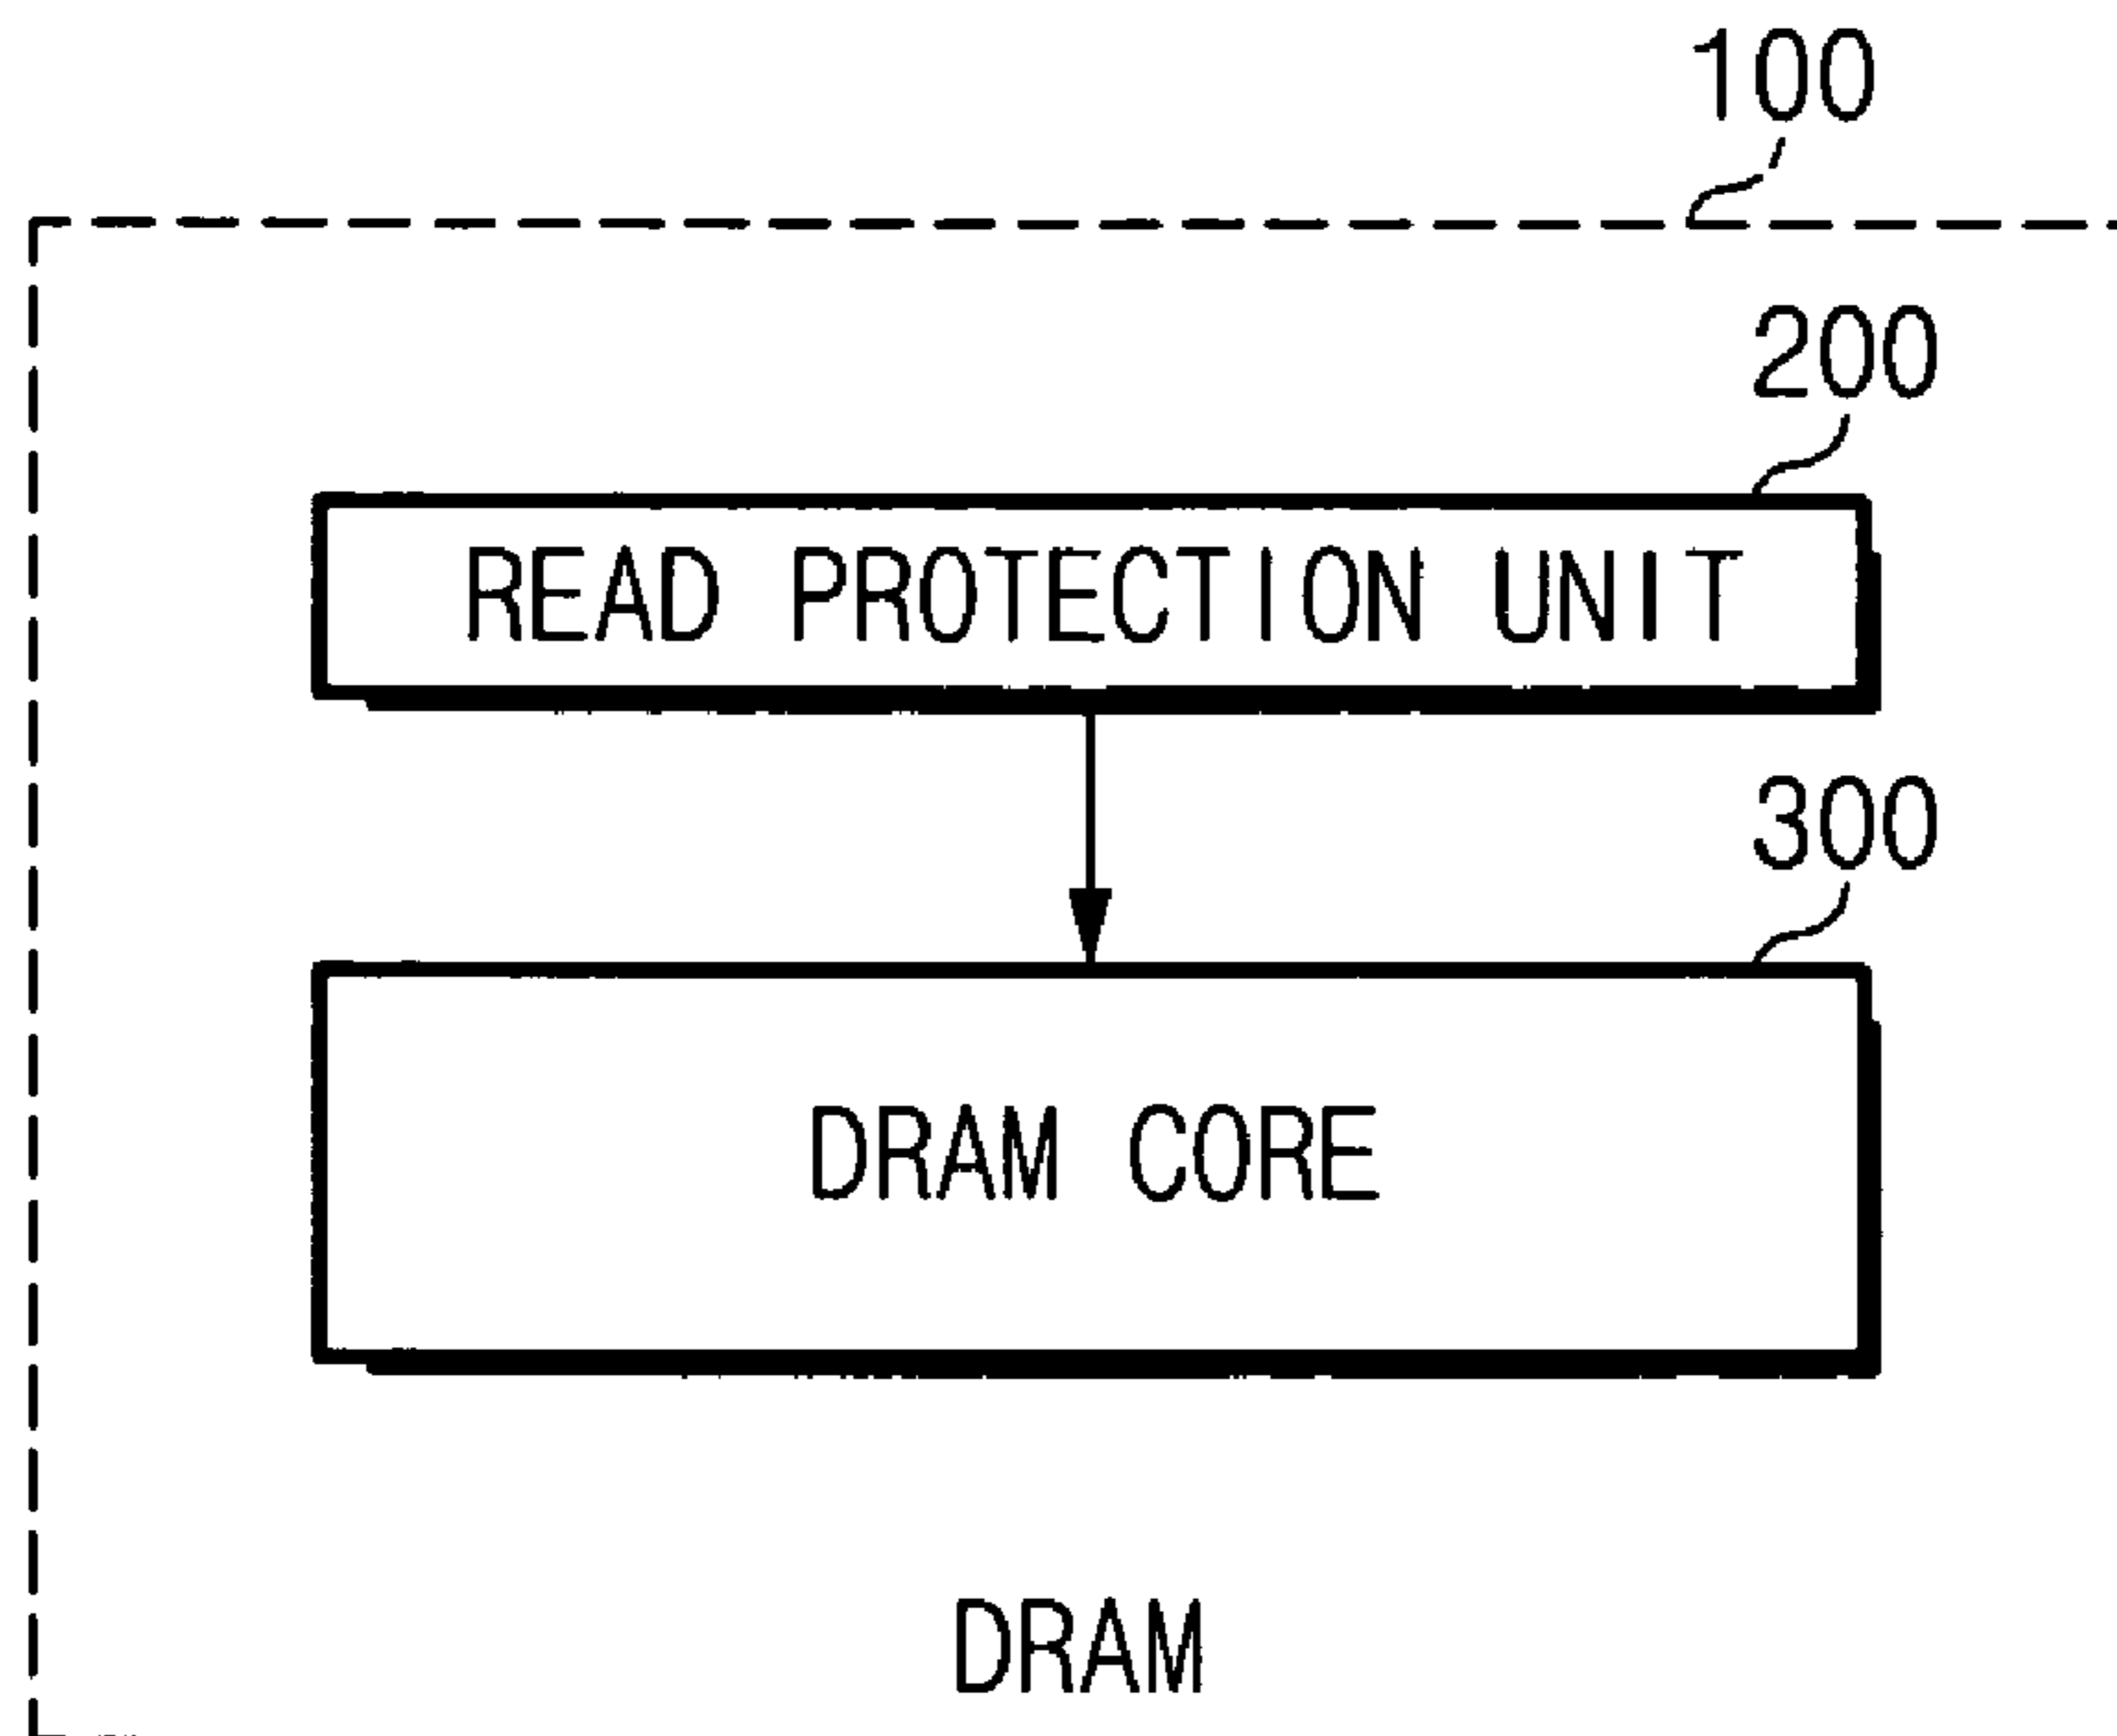 100
200
READ PROTECTION UNIT
300
DRAM CORE
DRAM